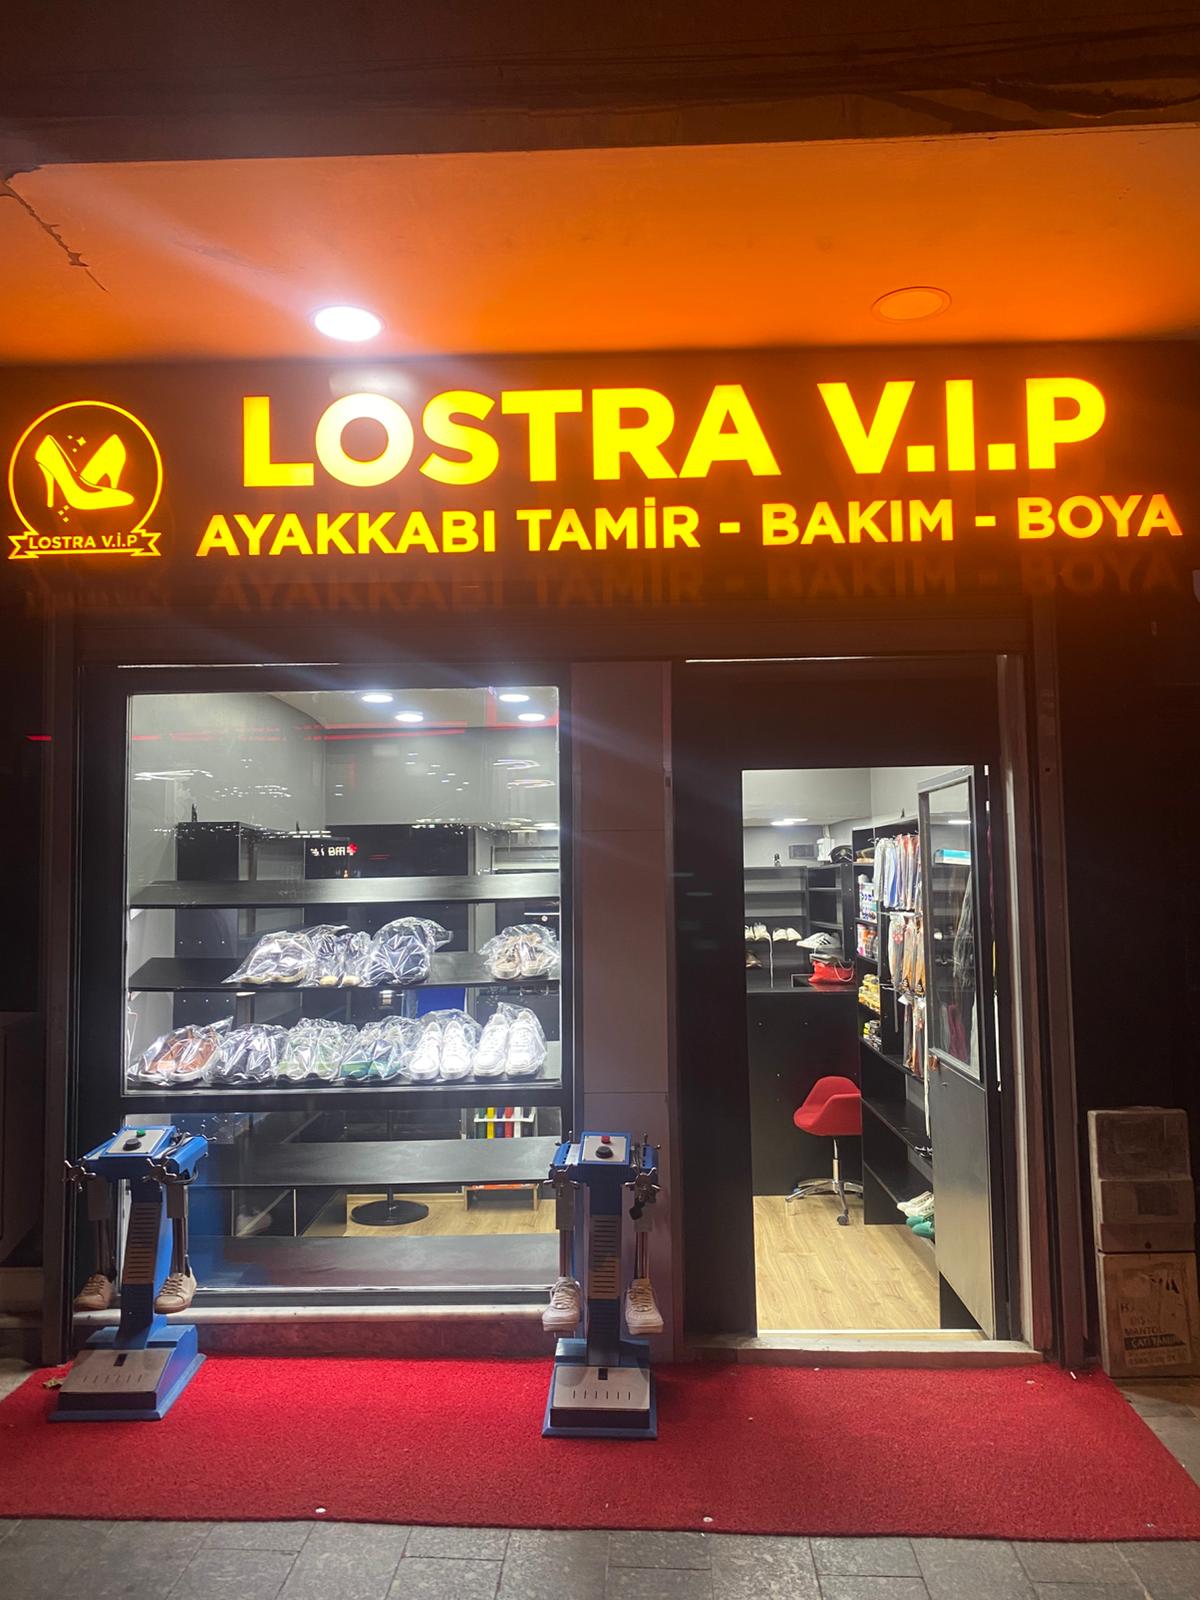 LOSTRA V.I.P
AYAKKABI TAMİR - BAKIM - BOYA
LOSTRA V.İ.P